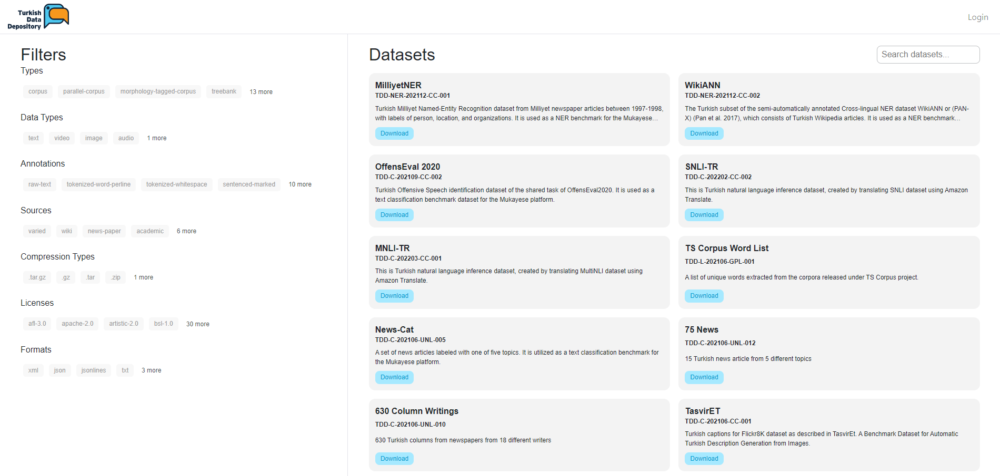 Turkish
Data
Depository
Login
Filters
Types
corpus parallel-corpus morphology-tagged-corpus treebank 13 more
Data Types
text video image audio 1 more
Annotations
raw-text tokenized-word-perline tokenized-whitespace sentenced-marked 10 more
Sources
varied wiki news-paper academic 6 more
Compression Types
.tar.gz .gz .tar .zip 1 more
Licenses
afl-3.0 apache-2.0 artistic-2.0 bsl-1.0 30 more
Formats
xml json jsonlines txt 3 more
Datasets
Search datasets...
MilliyetNER
TDD-NER-202112-CC-001
Turkish Milliyet Named-Entity Recognition dataset from Milliyet newspaper articles between 1997-1998,
with labels of person, location, and organizations. It is used as a NER benchmark for the Mukayese...
Download
WikiANN
TDD-NER-202112-CC-002
The Turkish subset of the semi-automatically annotated Cross-lingual NER dataset WikiANN or (PAN-
X) (Pan et al. 2017), which consists of Turkish Wikipedia articles. It is used as a NER benchmark...
Download
OffensEval 2020
TDD-C-202109-CC-002
Turkish Offensive Speech identification dataset of the shared task of OffensEval2020. It is used as a
text classification benchmark dataset for the Mukayese platform.
Download
SNLI-TR
TDD-C-202202-CC-002
This is Turkish natural language inference dataset, created by translating SNLI dataset using Amazon
Translate.
Download
MNLI-TR
TDD-C-202203-CC-001
This is Turkish natural language inference dataset, created by translating MultiNLI dataset using
Amazon Translate.
Download
TS Corpus Word List
TDD-L-202106-GPL-001
A list of unique words extracted from the corpora released under TS Corpus project.
Download
News-Cat
TDD-C-202106-UNL-005
A set of news articles labeled with one of five topics. It is utilized as a text classification benchmark for
the Mukayese platform.
Download
75 News
TDD-C-202106-UNL-012
15 Turkish news article from 5 different topics
Download
630 Column Writings
TDD-C-202106-UNL-010
630 Turkish columns from newspapers from 18 different writers
Download
TasvirET
TDD-C-202106-CC-001
Turkish captions for Flickr8K dataset as described in TasvirEt. A Benchmark Dataset for Automatic
Turkish Description Generation from Images.
Download